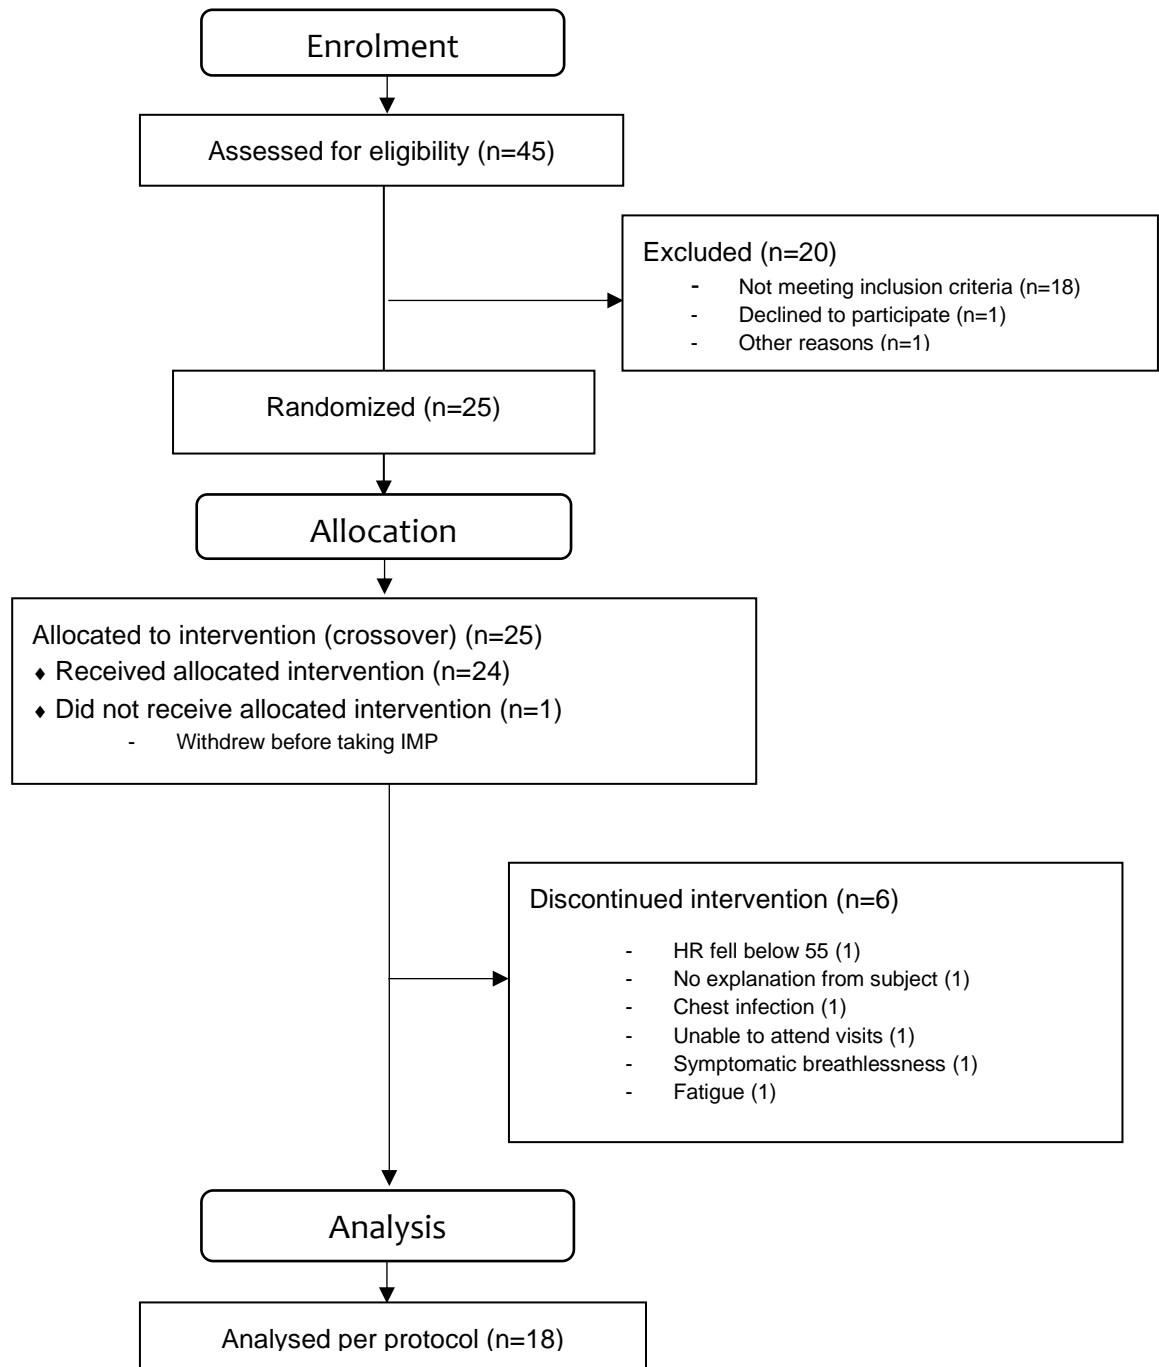 Enrolment
Assessed for eligibility (n=45)
Excluded (n=20)
- Not meeting inclusion criteria (n=18)
- Declined to participate (n=1)
- Other reasons (n=1)
Randomized (n=25)
Allocation
Allocated to intervention (crossover) (n=25)
♦ Received allocated intervention (n=24)
♦ Did not receive allocated intervention (n=1)
- Withdrew before taking IMP
Discontinued intervention (n=6)
- HR fell below 55 (1)
- No explanation from subject (1)
- Chest infection (1)
- Unable to attend visits (1)
- Symptomatic breathlessness (1)
- Fatigue (1)
Analysis
Analysed per protocol (n=18)